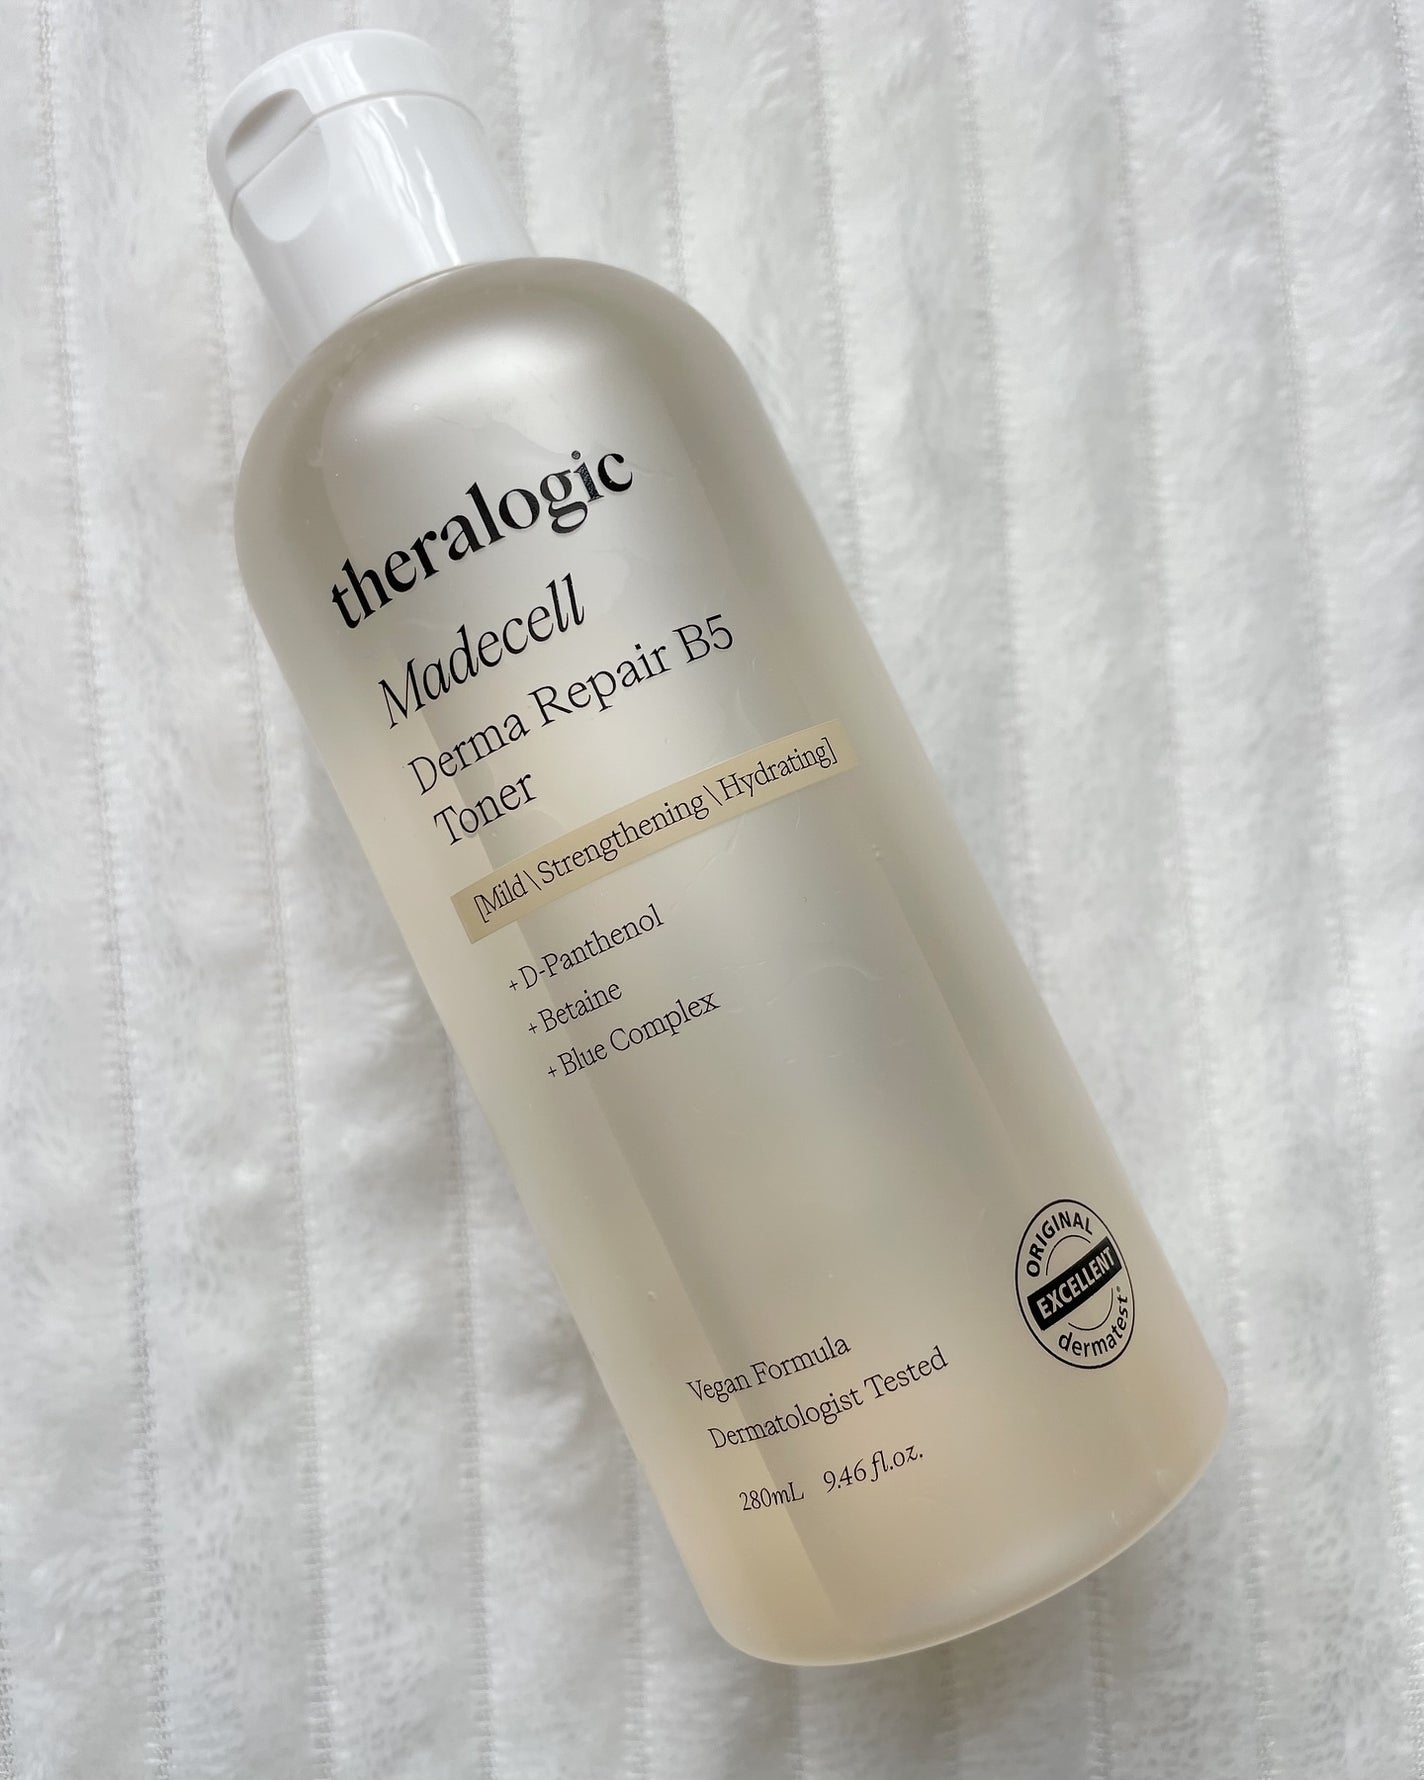 theralogic
Madecell
Derma Repair B5
Toner
[Mild \ Strengthening \ Hydrating]
+ D-Panthenol
+ Betaine
+ Blue Complex
ORIGINAL
EXCELLENT
dermatest®
Vegan Formula
Dermatologist Tested
280mL 9.46 fl.oz.